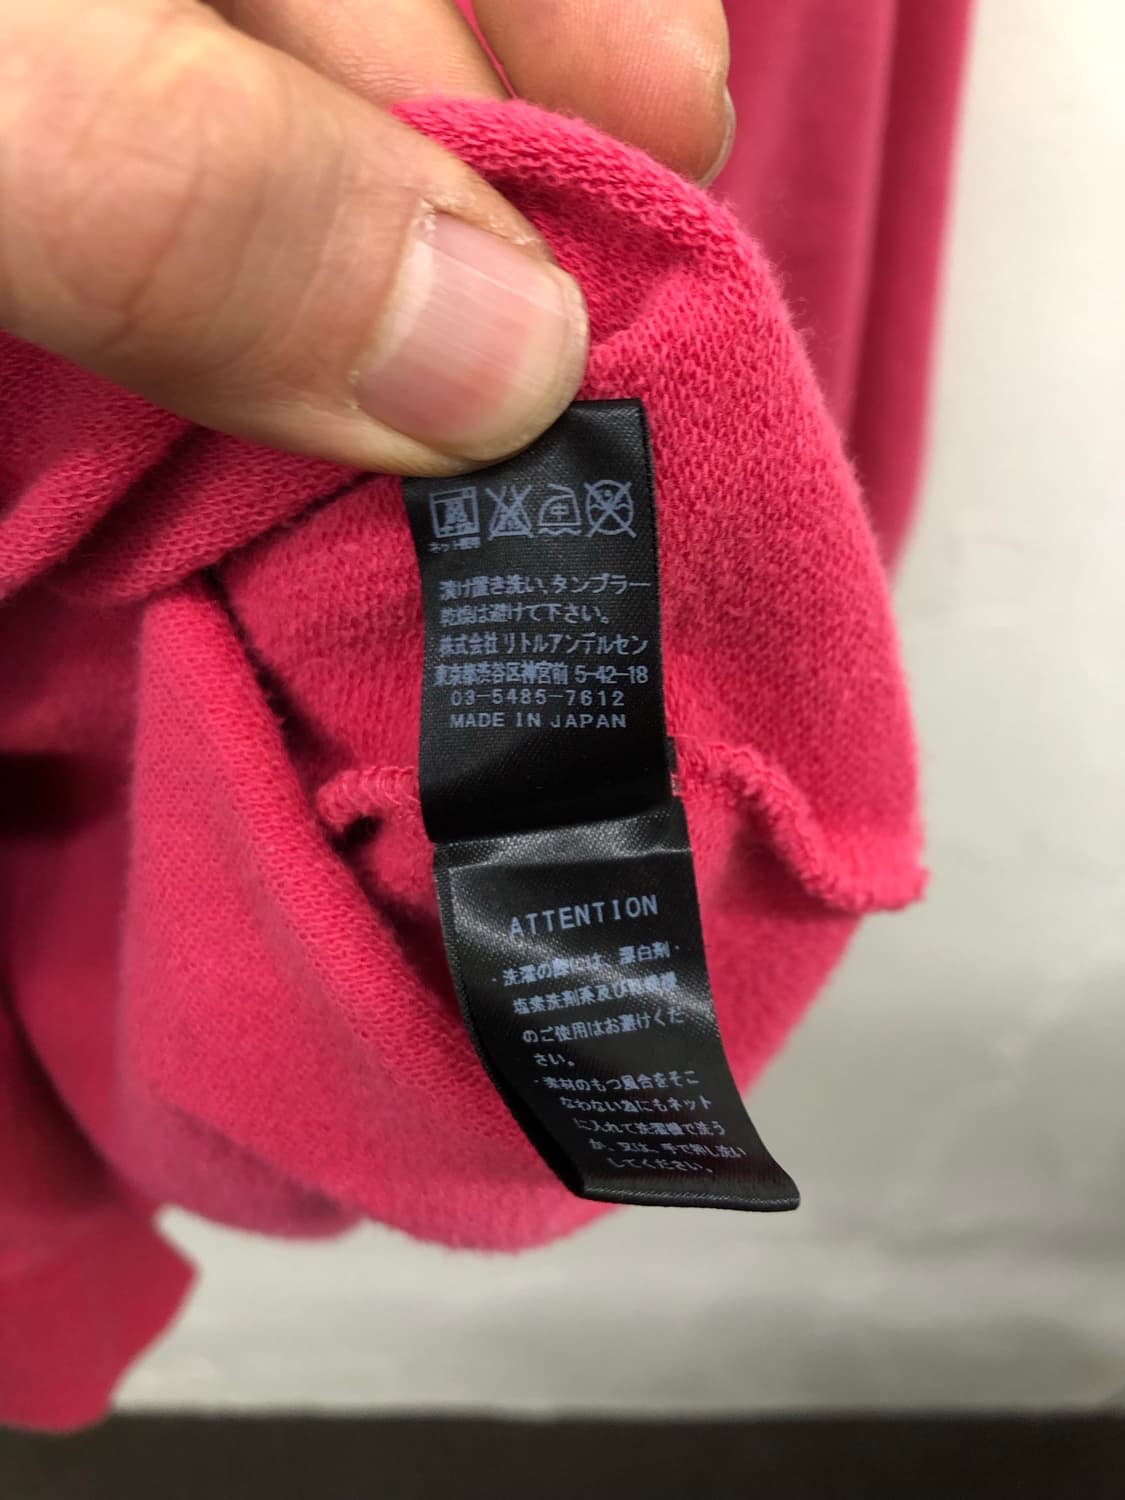 ネット使用
中
漬け置き洗い、タンブラー
乾燥は避けて下さい。
株式会社 リトルアンデルセン
東京都渋谷区神宮前 5-42-18
03-5485-7612
MADE IN JAPAN
ATTENTION
・洗濯の際には、漂白剤・
塩素洗剤系及び乾燥機
のご使用はお避けくだ
さい。
・素材のもつ風合をそこ
なわない為にもネット
に入れて洗濯機で洗う
か、又は、手で押し洗い
してください。